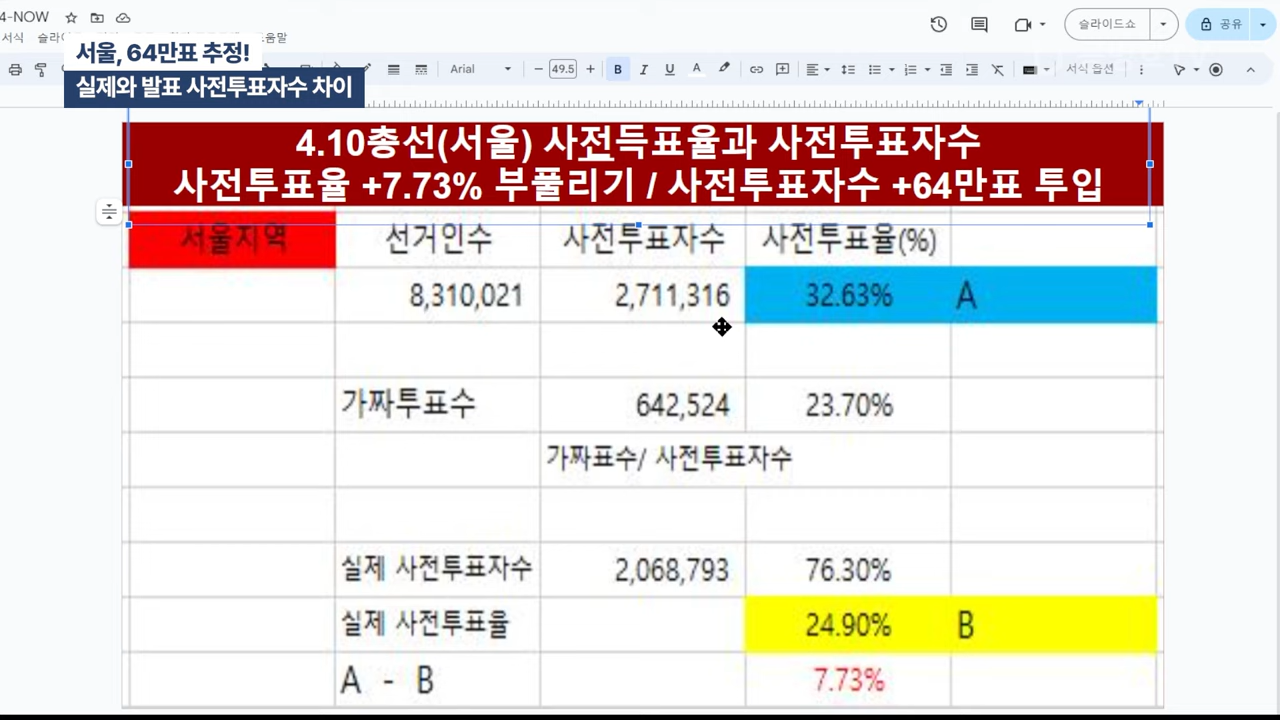 4-NOW
서식
슬라이
도움말
슬라이드쇼
공유
서울, 64만표 추정!
실제와 발표 사전투표자수 차이
Arial
49.5
B I U A
서식 옵션
4.10총선(서울) 사전득표율과 사전투표자수
사전투표율 +7.73% 부풀리기 / 사전투표자수 +64만표 투입
서울지역 선거인수 사전투표자수 사전투표율(%)
8,310,021 2,711,316 32.63% A
가짜투표수 642,524 23.70%
가짜표수/ 사전투표자수
실제 사전투표자수 2,068,793 76.30%
실제 사전투표율 24.90% B
A - B 7.73%